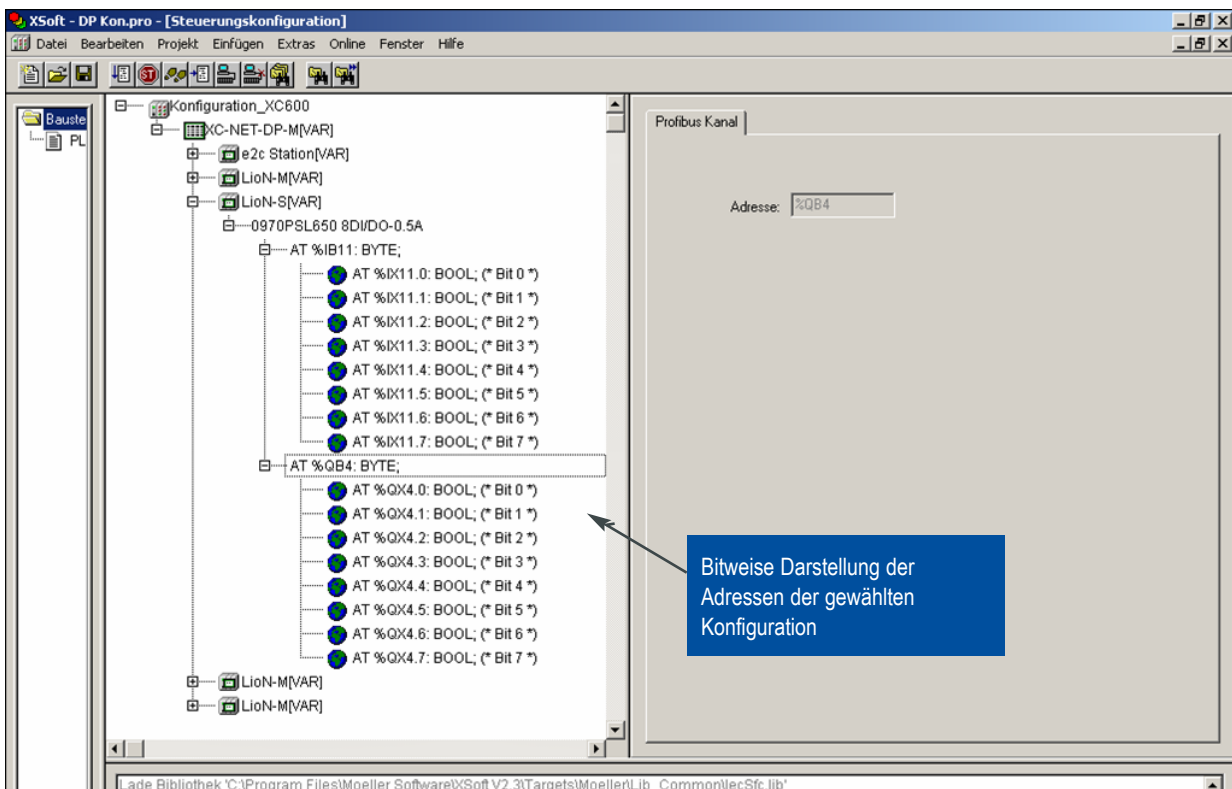 XSoft - DP Kon.pro - [Steuerungskonfiguration]
Datei Bearbeiten Projekt Einfügen Extras Online Fenster Hilfe
Bauste
PL
Konfiguration_XC600
XC-NET-DP-M[VAR]
e2c Station[VAR]
LioN-M[VAR]
LioN-S[VAR]
0970PSL650 8DI/DO-0.5A
AT %IB11: BYTE;
AT %IX11.0: BOOL; (* Bit 0 *)
AT %IX11.1: BOOL; (* Bit 1 *)
AT %IX11.2: BOOL; (* Bit 2 *)
AT %IX11.3: BOOL; (* Bit 3 *)
AT %IX11.4: BOOL; (* Bit 4 *)
AT %IX11.5: BOOL; (* Bit 5 *)
AT %IX11.6: BOOL; (* Bit 6 *)
AT %IX11.7: BOOL; (* Bit 7 *)
AT %QB4: BYTE;
AT %QX4.0: BOOL; (* Bit 0 *)
AT %QX4.1: BOOL; (* Bit 1 *)
AT %QX4.2: BOOL; (* Bit 2 *)
AT %QX4.3: BOOL; (* Bit 3 *)
AT %QX4.4: BOOL; (* Bit 4 *)
AT %QX4.5: BOOL; (* Bit 5 *)
AT %QX4.6: BOOL; (* Bit 6 *)
AT %QX4.7: BOOL; (* Bit 7 *)
LioN-M[VAR]
LioN-M[VAR]
Profibus Kanal
Adresse: %QB4
Bitweise Darstellung der
Adressen der gewählten
Konfiguration
Lade Bibliothek 'C:\Program Files\Moeller Software\XSoft V2.3\Targets\Moeller\Lib_Common\IecSfc.lib'